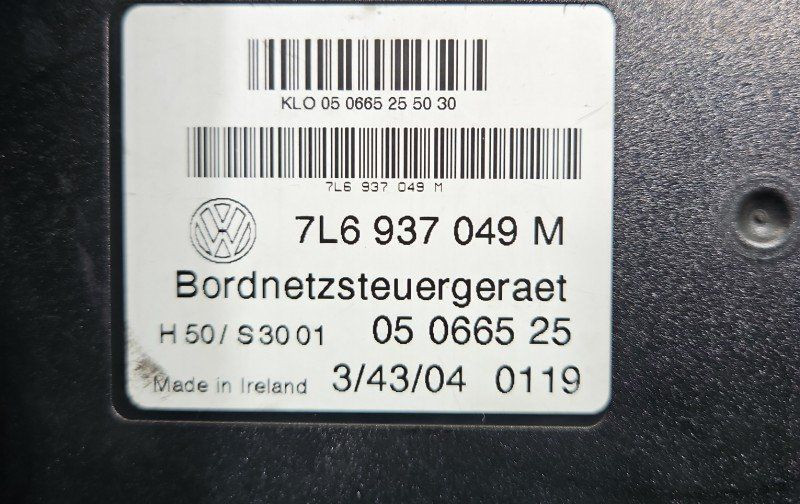 KLO 05 0665 25 50 30
7L6 937 049 M
7L6 937 049 M
Bordnetzsteuergeraet
H 50 / S 30 01 05 0665 25
Made in Ireland 3/43/04 0119